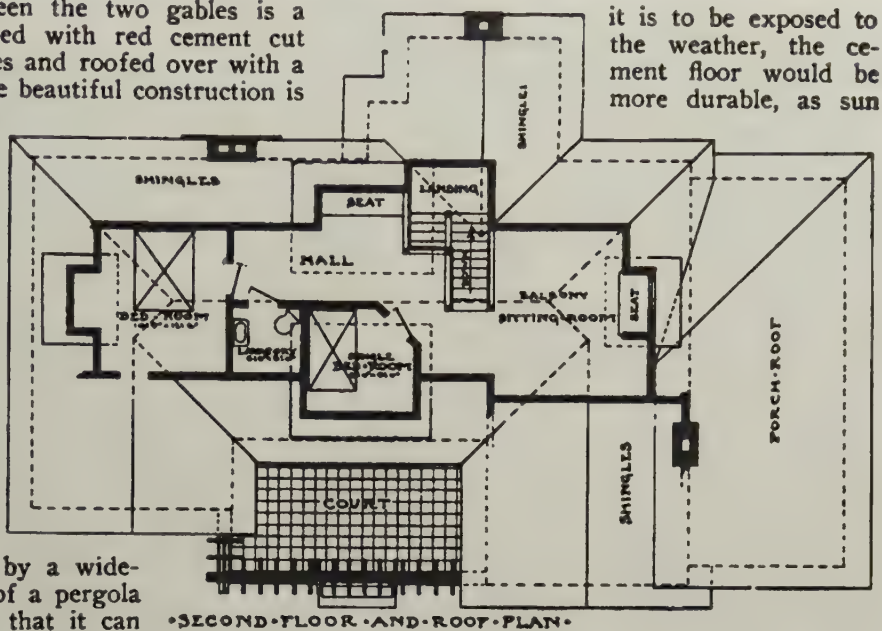 een the two gables is a
ed with red cement cut
es and roofed over with a
e beautiful construction is
it is to be exposed to
the weather, the ce-
ment floor would be
more durable, as sun
SHINGLES
SHINGLES
LANDING
SEAT
HALL
BED-ROOM
BALCONY
SITTING-ROOM
SEAT
BED-ROOM
PORCH-ROOF
SHINGLES
COURT
by a wide-
of a pergola
that it can
•SECOND•FLOOR•AND•ROOF•PLAN•